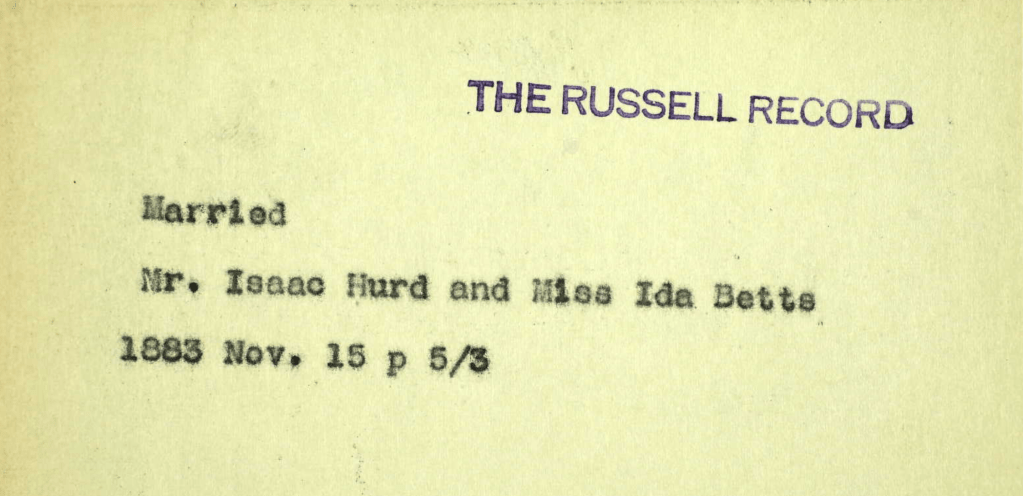 THE RUSSELL RECORD
Married
Mr. Isaac Hurd and Miss Ida Betts
1883 Nov. 15 p 5/3